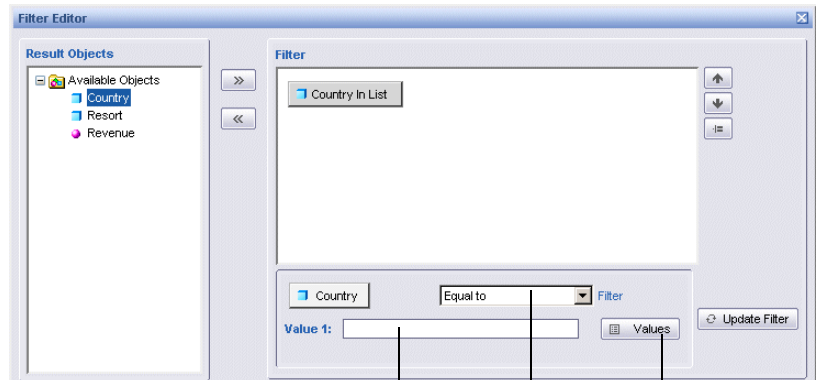 Filter Editor
Result Objects
Available Objects
Country
Resort
Revenue
Filter
Country In List
Country
Equal to
Filter
Value 1:
Values
Update Filter